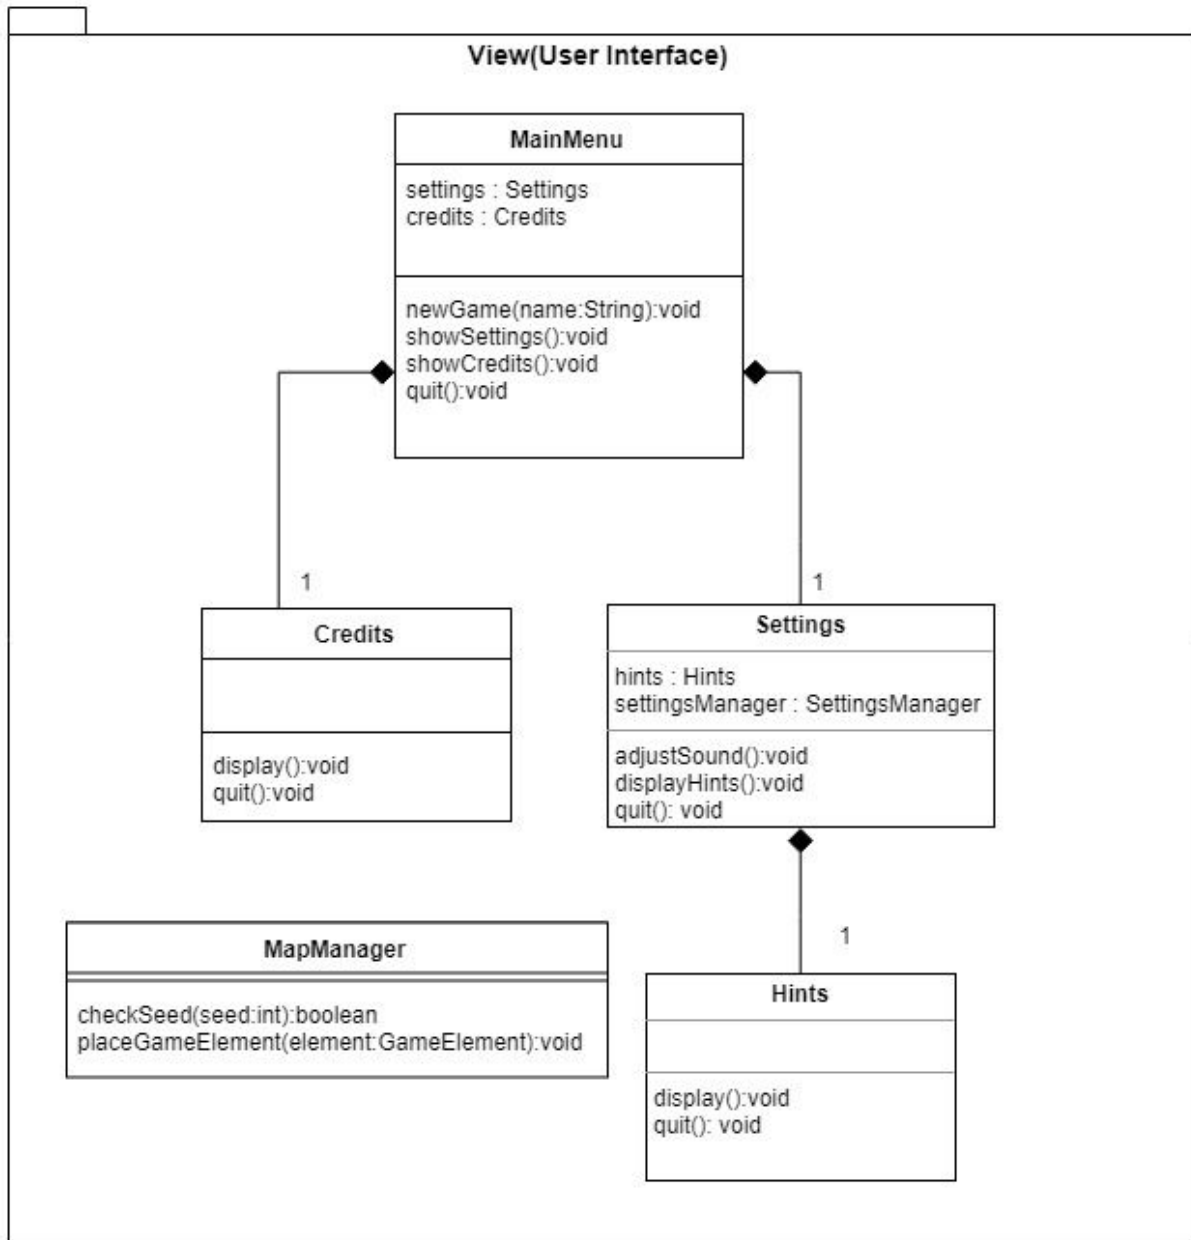 View(User Interface)
MainMenu
settings : Settings
credits : Credits
newGame(name:String):void
showSettings():void
showCredits():void
quit():void
1
1
Credits
display():void
quit():void
Settings
hints : Hints
settingsManager : SettingsManager
adjustSound():void
displayHints():void
quit(): void
MapManager
checkSeed(seed:int):boolean
placeGameElement(element:GameElement):void
1
Hints
display():void
quit(): void